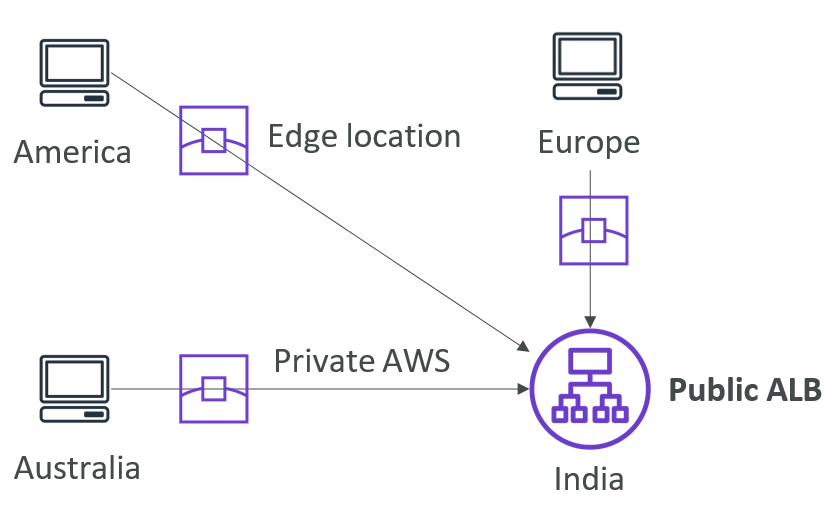 America
Edge location
Europe
Private AWS
Australia
Public ALB
India